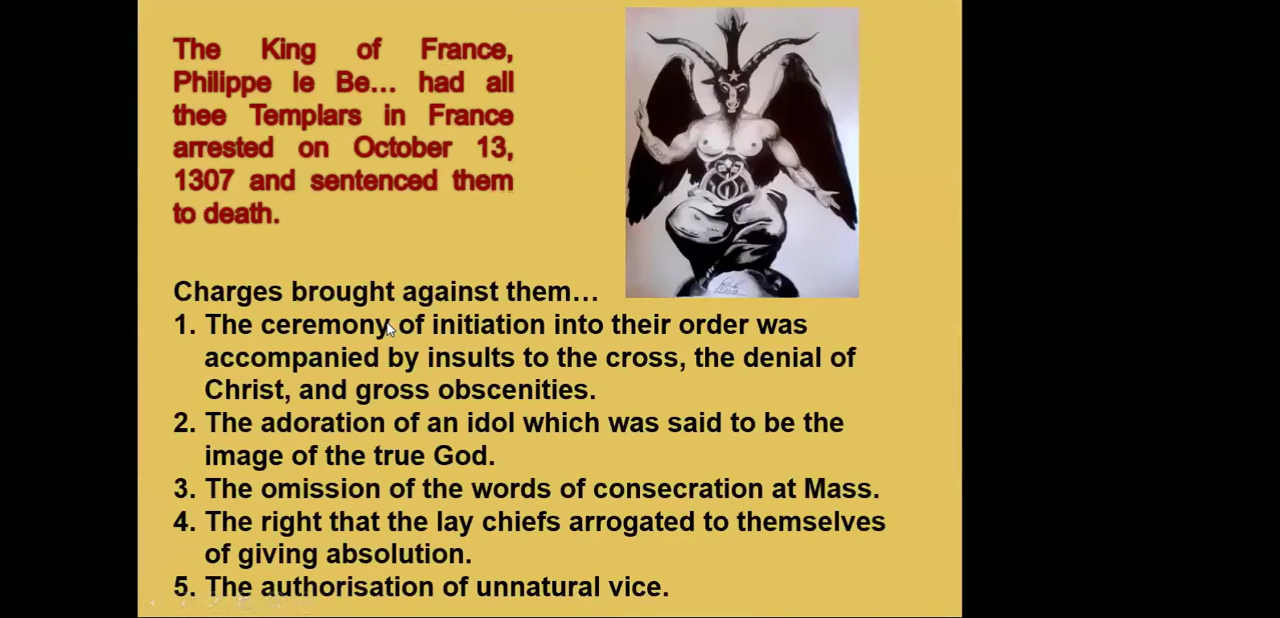 The King of France,
Philippe le Be... had all
thee Templars in France
arrested on October 13,
1307 and sentenced them
to death.
Charges brought against them...
1. The ceremony of initiation into their order was
accompanied by insults to the cross, the denial of
Christ, and gross obscenities.
2. The adoration of an idol which was said to be the
image of the true God.
3. The omission of the words of consecration at Mass.
4. The right that the lay chiefs arrogated to themselves
of giving absolution.
5. The authorisation of unnatural vice.